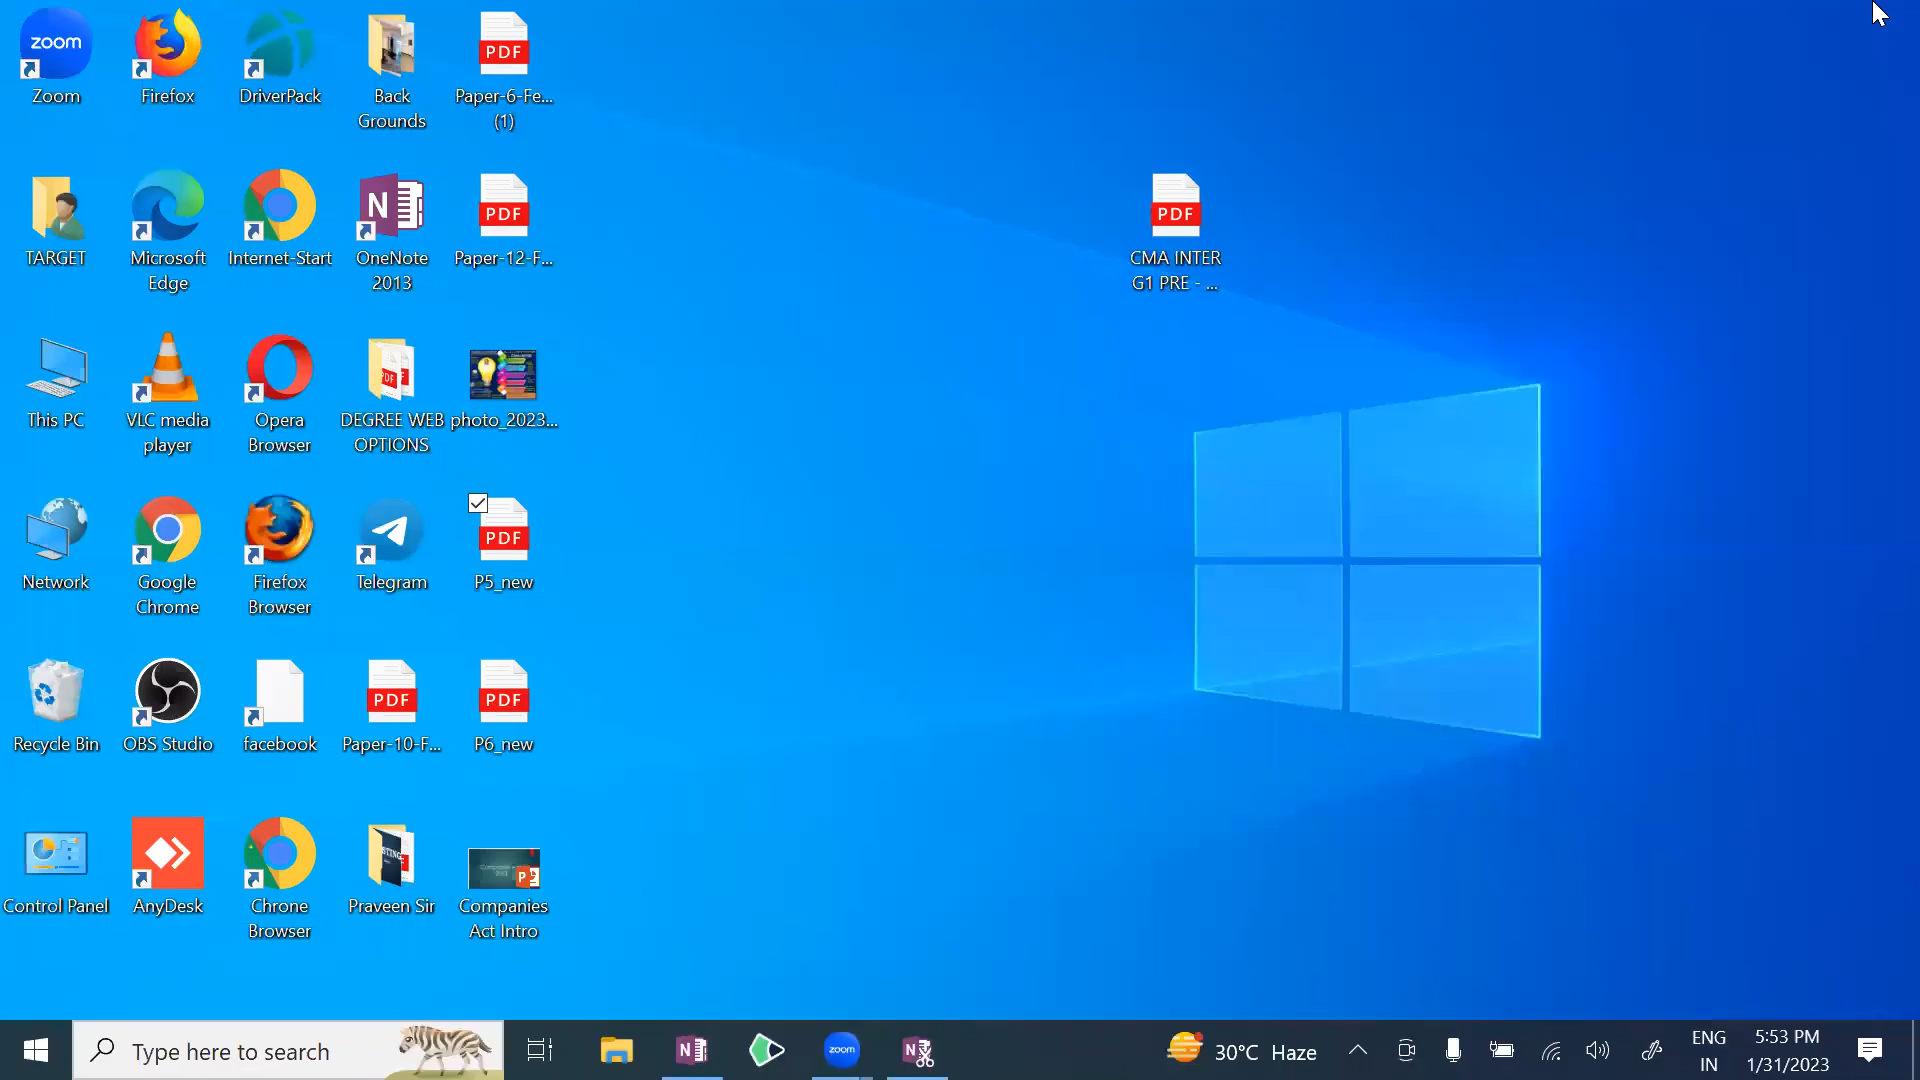 zoom
Zoom
Firefox
DriverPack
Back
Grounds
PDF
Paper-6-Fe...
(1)
TARGET
Microsoft
Edge
Internet-Start
N
OneNote
2013
PDF
Paper-12-F...
PDF
CMA INTER
G1 PRE - ...
This PC
VLC media
player
Opera
Browser
PDF
DEGREE WEB
OPTIONS
photo_2023...
Network
Google
Chrome
Firefox
Browser
Telegram
PDF
P5_new
Recycle Bin
OBS Studio
facebook
PDF
Paper-10-F...
PDF
P6_new
Control Panel
AnyDesk
Chrone
Browser
Praveen Sir
P
Companies
Act Intro
Type here to search
N
zoom
N
30°C Haze
ENG
IN
5:53 PM
1/31/2023